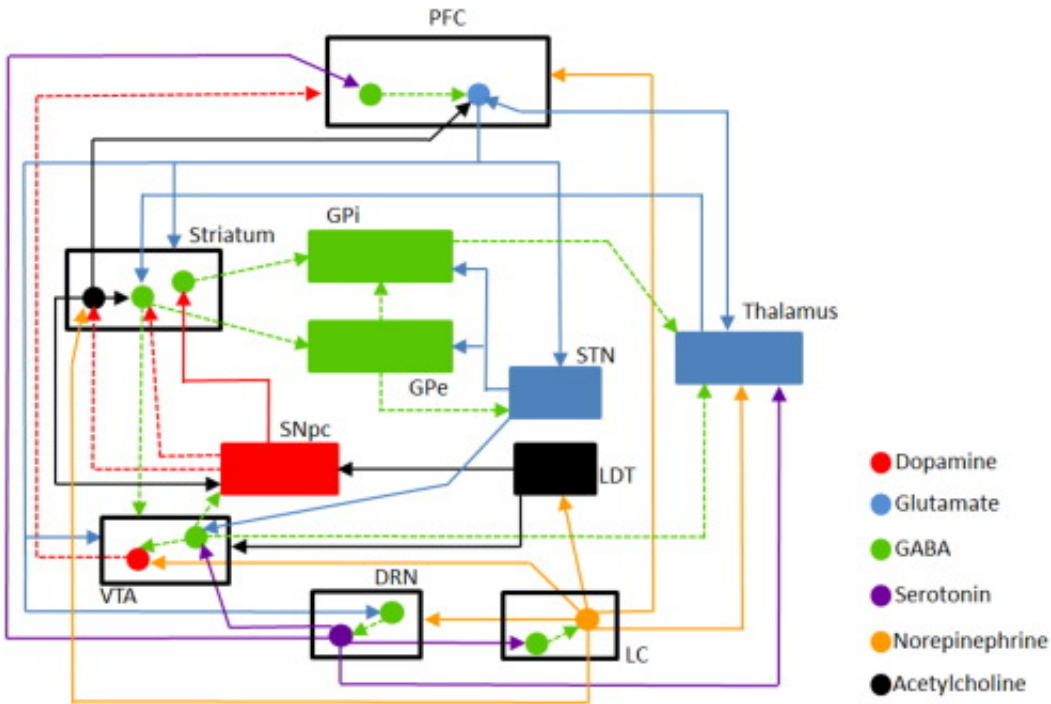 PFC
GPi
Striatum
Thalamus
STN
GPe
SNpc
LDT
Dopamine
Glutamate
GABA
DRN
VTA
Serotonin
Norepinephrine
LC
Acetylcholine